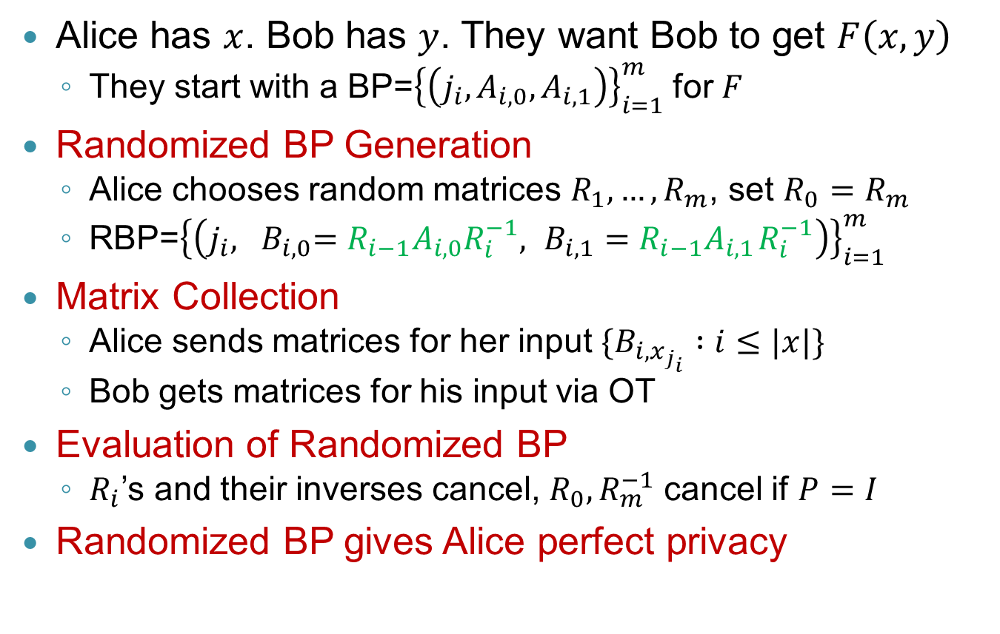 • Alice has x. Bob has y. They want Bob to get F(x, y)
◦ They start with a BP={(j_i, A_{i,0}, A_{i,1})}_{i=1}^{m} for F
• Randomized BP Generation
◦ Alice chooses random matrices R_1, … , R_m, set R_0 = R_m
◦ RBP={(j_i, B_{i,0}= R_{i−1}A_{i,0}R_i^{−1}, B_{i,1} = R_{i−1}A_{i,1}R_i^{−1})}_{i=1}^{m}
• Matrix Collection
◦ Alice sends matrices for her input {B_{i,x_{j_i}} : i ≤ |x|}
◦ Bob gets matrices for his input via OT
• Evaluation of Randomized BP
◦ R_i's and their inverses cancel, R_0, R_m^{−1} cancel if P = I
• Randomized BP gives Alice perfect privacy